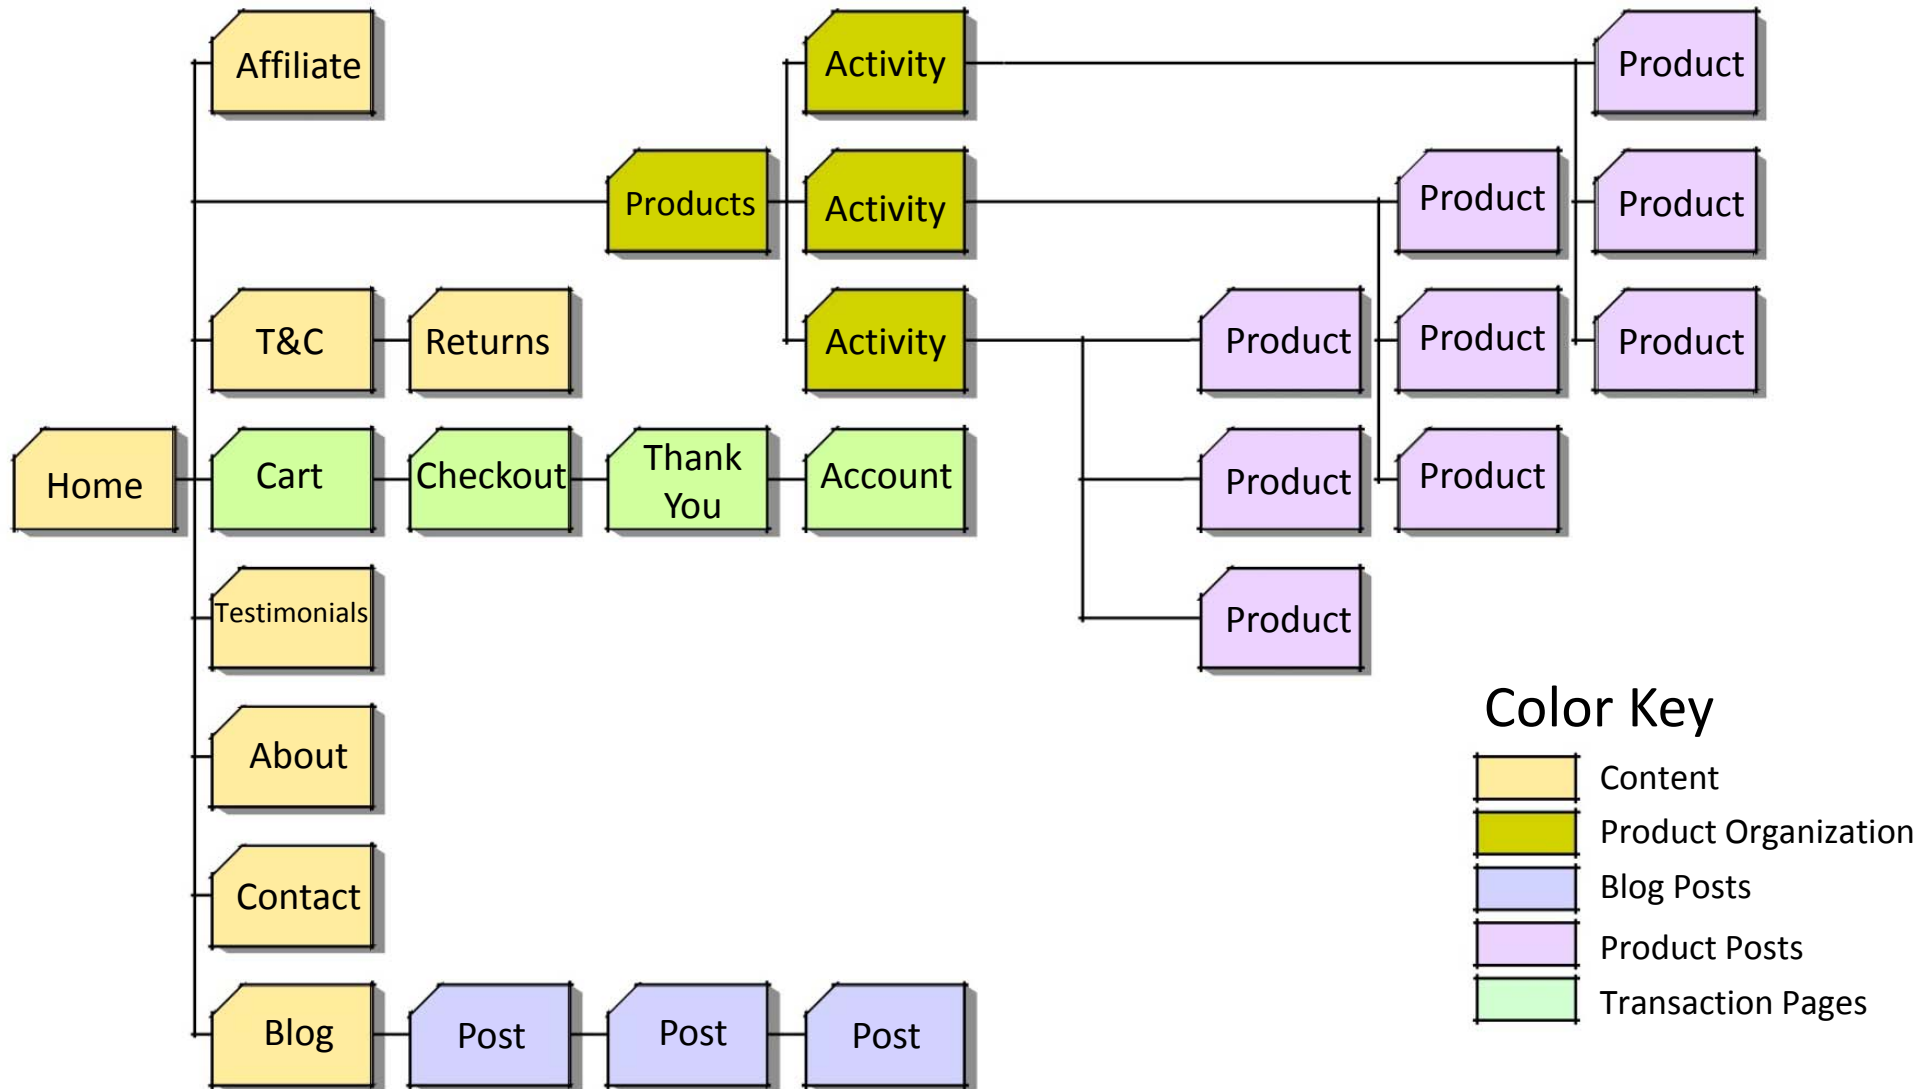 Affiliate
Activity
Product
Products
Activity
Product
Product
T&C
Returns
Activity
Product
Product
Product
Home
Cart
Checkout
Thank
You
Account
Product
Product
Testimonials
Product
Color Key
About
Content
Product Organization
Contact
Blog Posts
Product Posts
Transaction Pages
Blog
Post
Post
Post